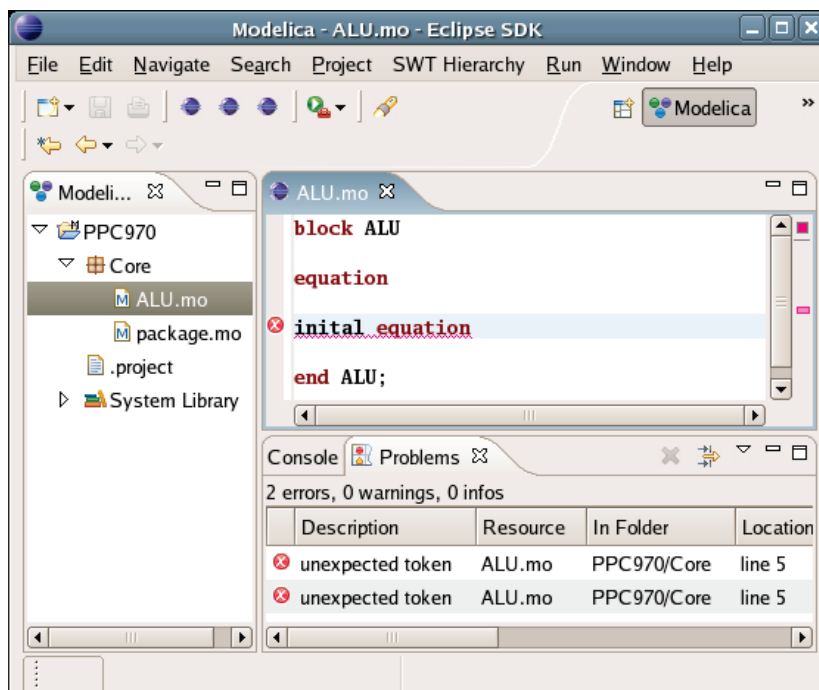 Modelica - ALU.mo - Eclipse SDK
File Edit Navigate Search Project SWT Hierarchy Run Window Help
Modelica »
Modeli...
PPC970
Core
ALU.mo
package.mo
.project
System Library
ALU.mo
block ALU
equation
inital equation
end ALU;
Console Problems
2 errors, 0 warnings, 0 infos
Description Resource In Folder Location
unexpected token ALU.mo PPC970/Core line 5
unexpected token ALU.mo PPC970/Core line 5